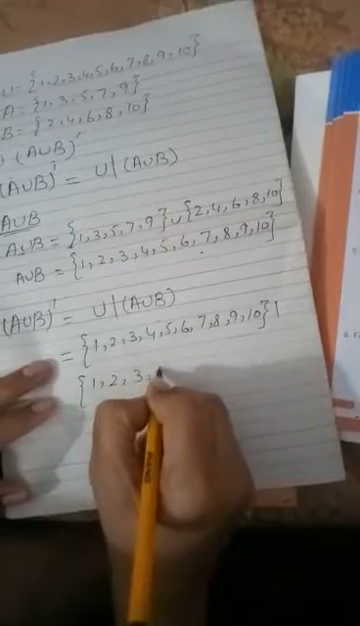 U = {1,2,3,4,5,6,7,8,9,10}
A = {1,3,5,7,9}
B = {2,4,6,8,10}
) (A∪B)'
(A∪B)' = U | (A∪B)
A∪B
A∪B = {1,3,5,7,9} ∪ {2,4,6,8,10}
A∪B = {1,2,3,4,5,6,7,8,9,10}
(A∪B)' = U | (A∪B)
= {1,2,3,4,5,6,7,8,9,10} |
{1,2,3,